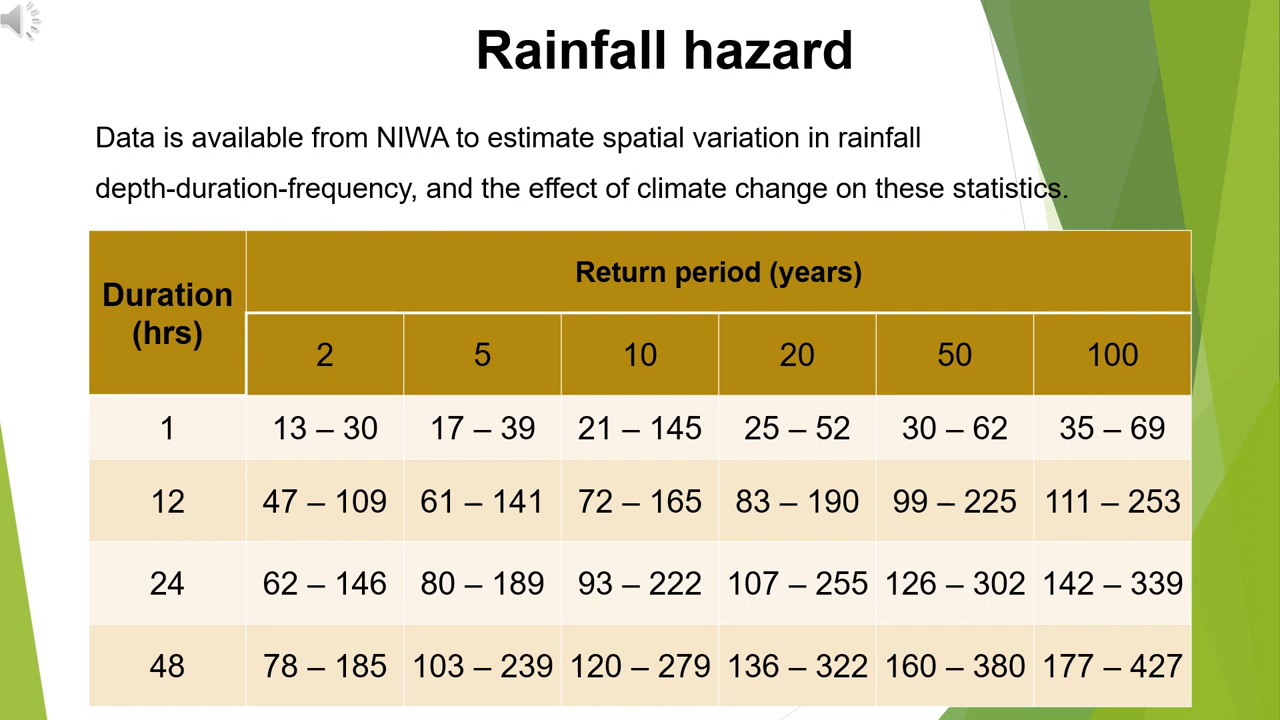 Rainfall hazard
Data is available from NIWA to estimate spatial variation in rainfall
depth-duration-frequency, and the effect of climate change on these statistics.
Duration (hrs) Return period (years)
2 5 10 20 50 100
1 13 – 30 17 – 39 21 – 145 25 – 52 30 – 62 35 – 69
12 47 – 109 61 – 141 72 – 165 83 – 190 99 – 225 111 – 253
24 62 – 146 80 – 189 93 – 222 107 – 255 126 – 302 142 – 339
48 78 – 185 103 – 239 120 – 279 136 – 322 160 – 380 177 – 427